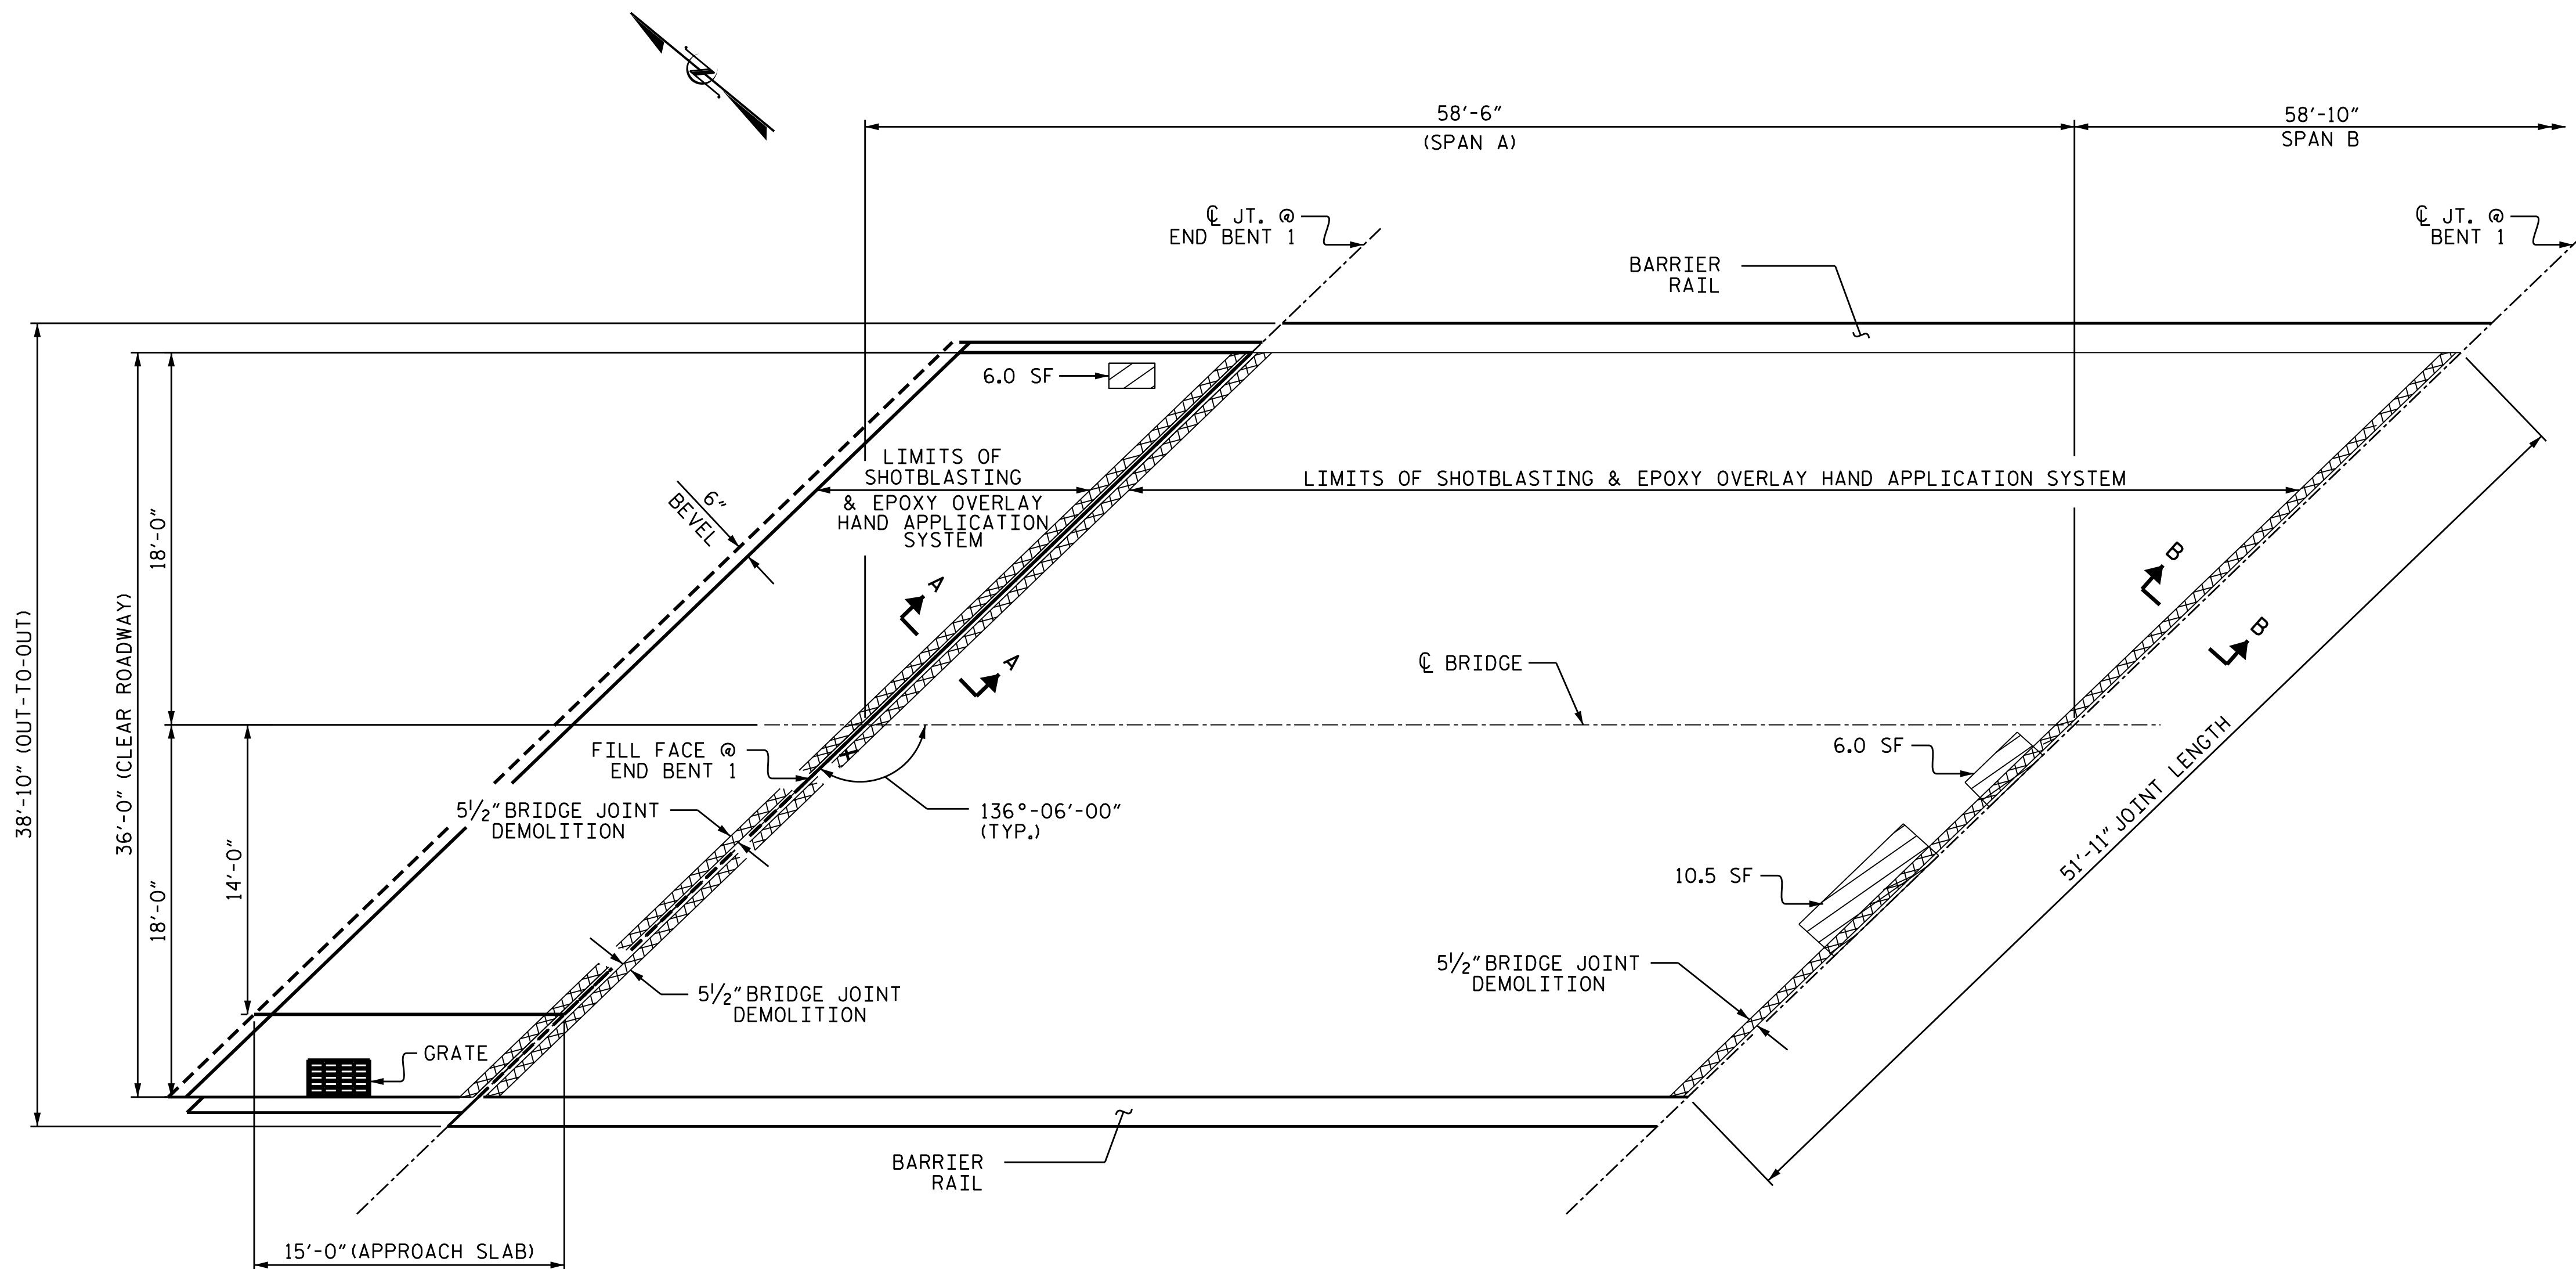 N
58'-6"
(SPAN A)
58'-10"
SPAN B
℄ JT. @
END BENT 1
℄ JT. @
BENT 1
BARRIER
RAIL
6.0 SF
LIMITS OF
SHOTBLASTING
& EPOXY OVERLAY
HAND APPLICATION
SYSTEM
LIMITS OF SHOTBLASTING & EPOXY OVERLAY HAND APPLICATION SYSTEM
6"
BEVEL
18'-0"
38'-10" (OUT-TO-OUT)
36'-0" (CLEAR ROADWAY)
A
A
B
B
℄ BRIDGE
FILL FACE @
END BENT 1
6.0 SF
5½" BRIDGE JOINT
DEMOLITION
136°-06'-00"
(TYP.)
51'-11" JOINT LENGTH
14'-0"
18'-0"
10.5 SF
5½" BRIDGE JOINT
DEMOLITION
5½" BRIDGE JOINT
DEMOLITION
GRATE
BARRIER
RAIL
15'-0" (APPROACH SLAB)